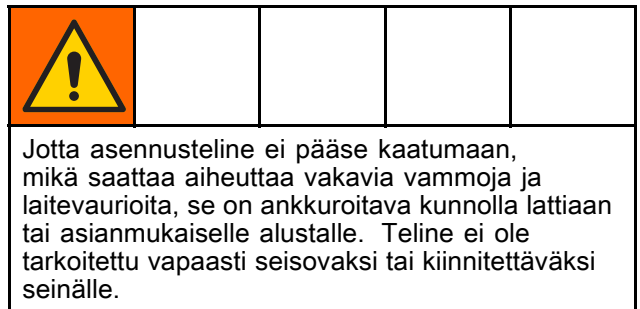 Jotta asennusteline ei pääse kaatumaan,
mikä saattaa aiheuttaa vakavia vammoja ja
laitevaurioita, se on ankkuroitava kunnolla lattiaan
tai asianmukaiselle alustalle. Teline ei ole
tarkoitettu vapaasti seisovaksi tai kiinnitettäväksi
seinälle.